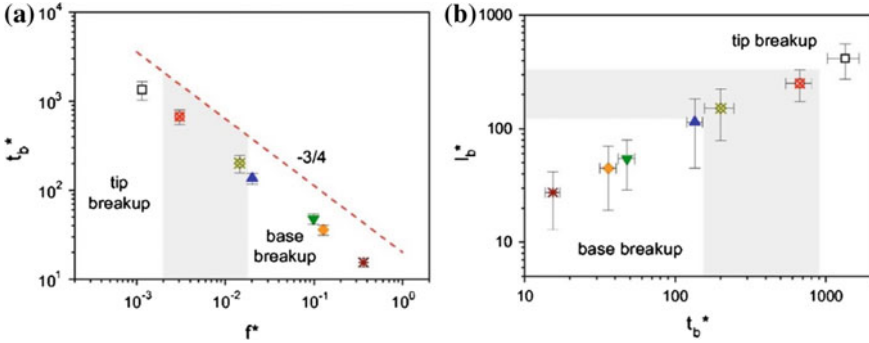 (a)
10^4
10^3
10^2
10^1
t_b^*
-3/4
tip
breakup
base
breakup
10^-3
10^-2
10^-1
10^0
f*
(b)
1000
100
10
l_b^*
tip breakup
base breakup
10
100
1000
t_b^*